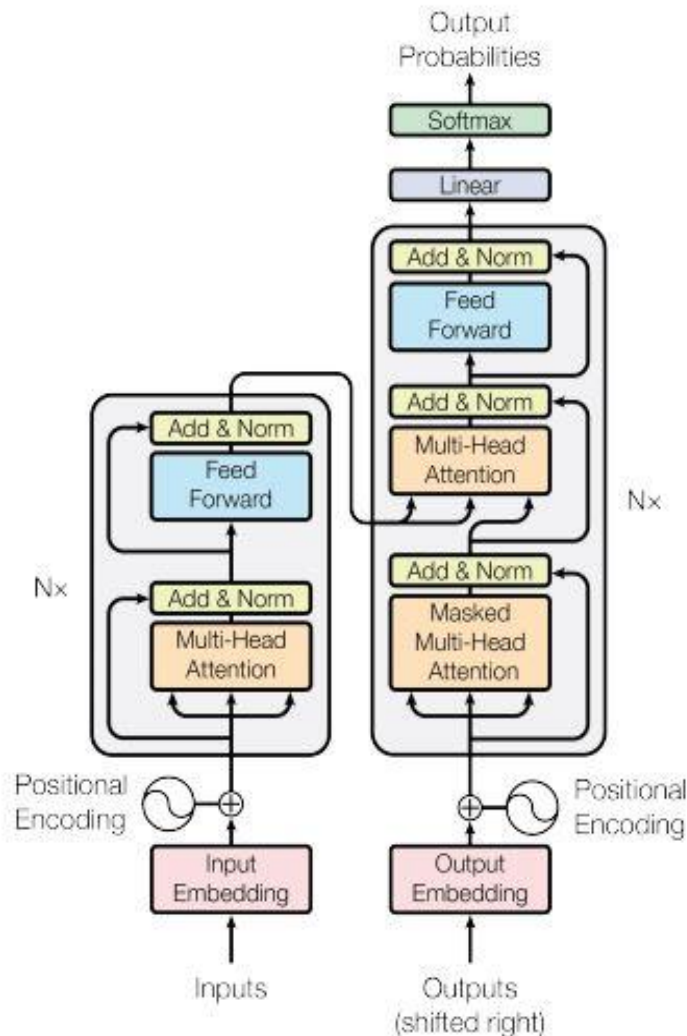 Output
Probabilities
Softmax
Linear
Add & Norm
Feed
Forward
Add & Norm
Multi-Head
Attention
Add & Norm
Masked
Multi-Head
Attention
Nx
Add & Norm
Feed
Forward
Add & Norm
Multi-Head
Attention
Nx
Positional
Encoding
Positional
Encoding
Input
Embedding
Output
Embedding
Inputs
Outputs
(shifted right)